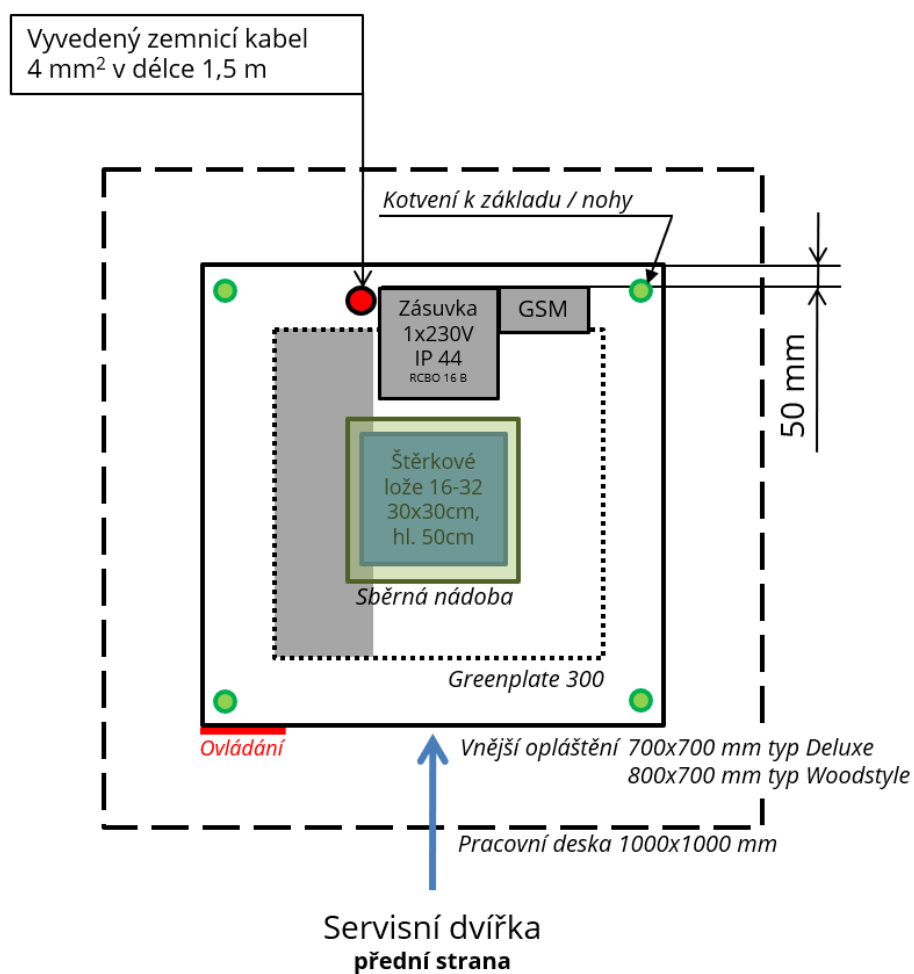 Vyvedený zemnicí kabel
4 mm² v délce 1,5 m
Kotvení k základu / nohy
Zásuvka
1x230V
IP 44
RCBO 16 B
GSM
50 mm
Štěrkové
lože 16-32
30x30cm,
hl. 50cm
Sběrná nádoba
Greenplate 300
Ovládání
Vnější opláštění 700x700 mm typ Deluxe
800x700 mm typ Woodstyle
Pracovní deska 1000x1000 mm
Servisní dvířka
přední strana